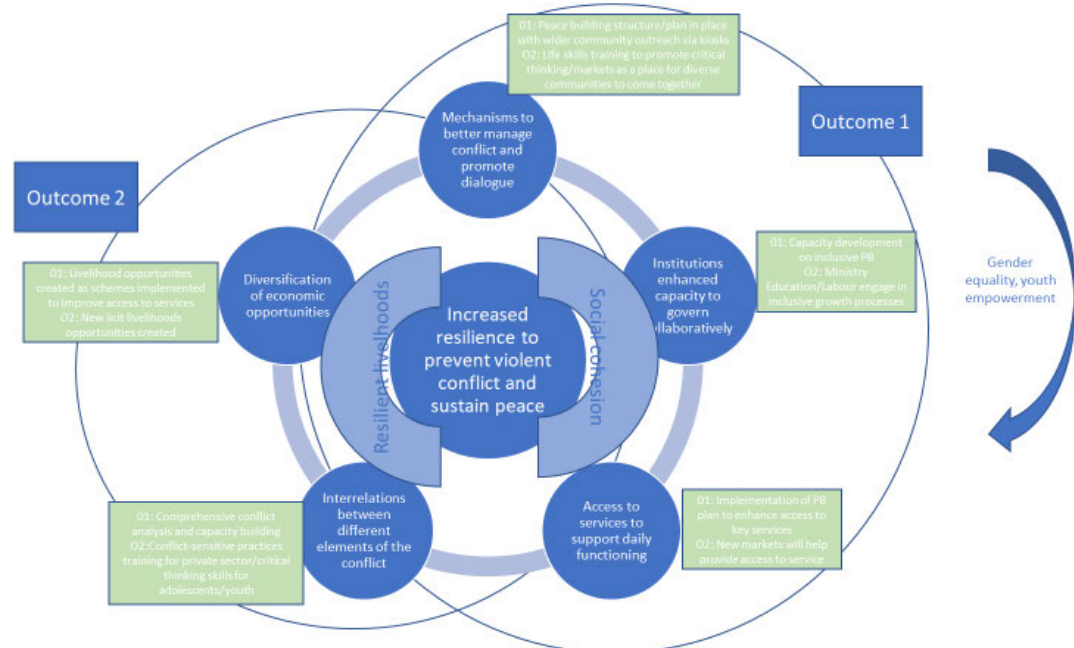 01: Peace building structure/plan in place
with wider community outreach via kiosks
O2: Life skills training to promote critical
thinking/markets as a place for diverse
communities to come together
Mechanisms to
better manage
conflict and
promote
dialogue
Outcome 1
Outcome 2
01: Livelihood opportunities
created as schemes implemented
to improve access to services
O2: New licit livelihoods
opportunities created
Diversification
of economic
opportunities
Institutions
enhanced
capacity to
govern
collaboratively
01: Capacity development
on inclusive PB
O2: Ministry
Education/Labour engage in
inclusive growth processes
Gender
equality, youth
empowerment
Resilient livelihoods
Increased
resilience to
prevent violent
conflict and
sustain peace
Social cohesion
01: Comprehensive conflict
analysis and capacity building
O2:Conflict-sensitive practices
training for private sector/critical
thinking skills for
adolescents/youth
Interrelations
between
different
elements of the
conflict
Access to
services to
support daily
functioning
01: Implementation of PB
plan to enhance access to
key services
O2: New markets will help
provide access to service